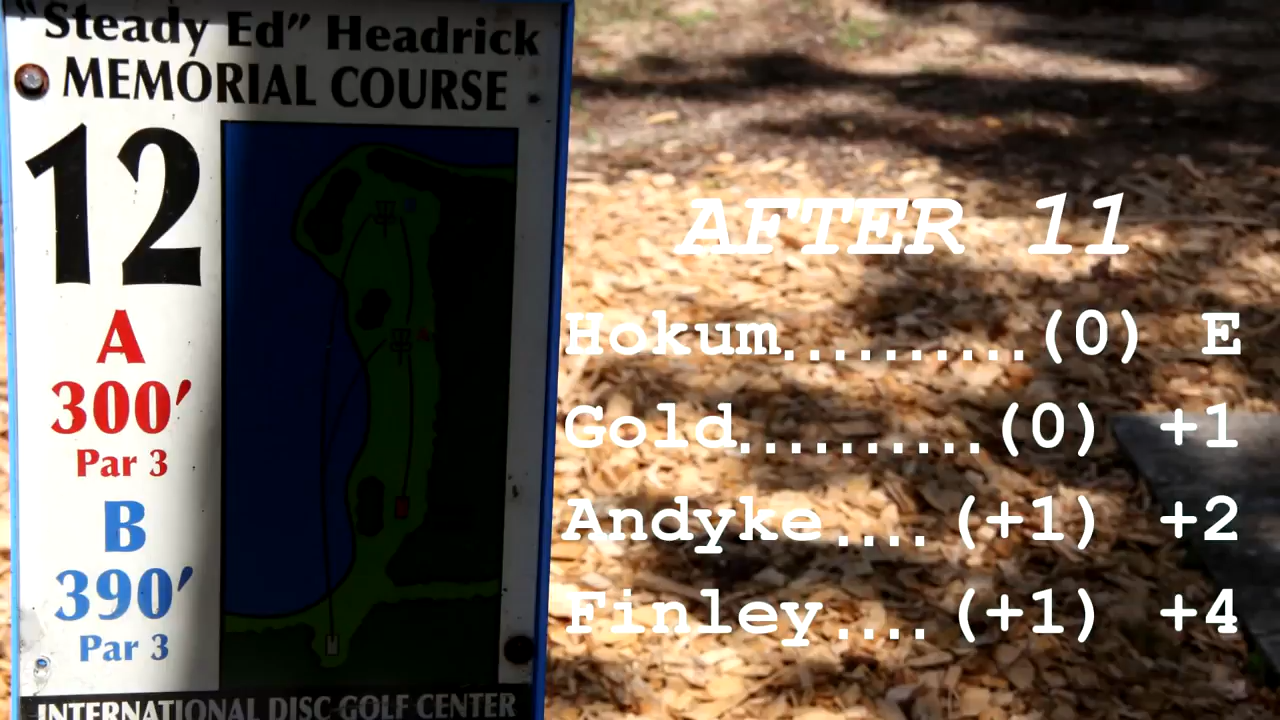 "Steady Ed" Headrick
MEMORIAL COURSE
12
A
300'
Par 3
B
390'
Par 3
INTERNATIONAL DISC GOLF CENTER
AFTER 11
Hokum...........(0) E
Gold...........(0) +1
Andyke....(+1) +2
Finley....(+1) +4